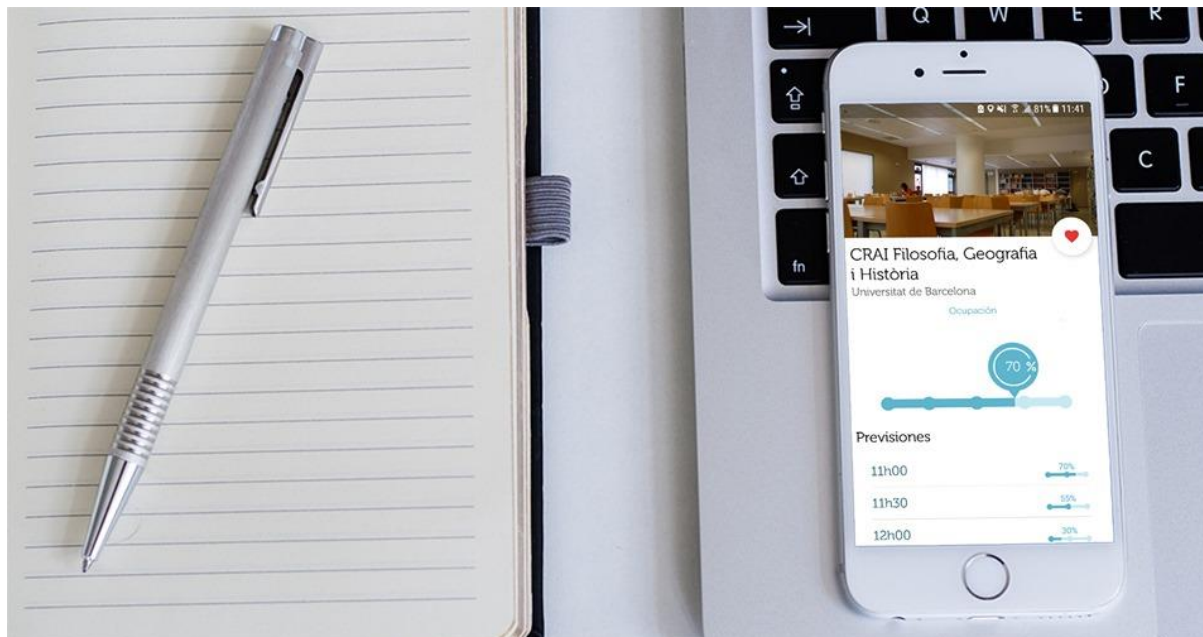 Q W E R
F
C
fn
81% 11:41
CRAI Filosofia, Geografia
i Història
Universitat de Barcelona
Ocupación
70 %
Previsiones
11h00 70%
11h30 55%
12h00 30%